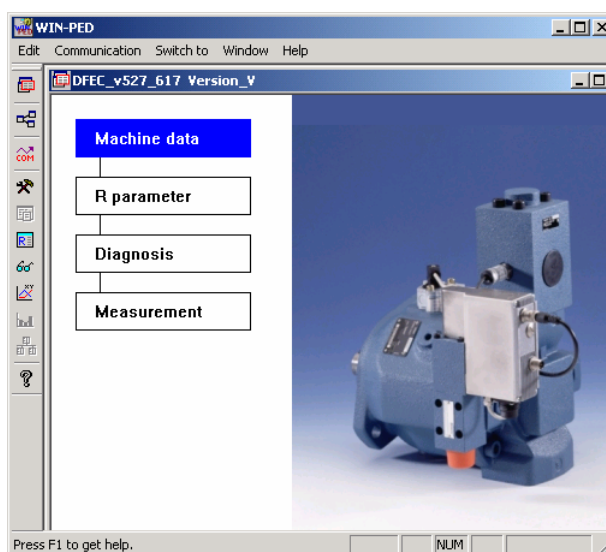 WIN-PED
Edit Communication Switch to Window Help
DFEC_v527_617 Version_V
COM
Machine data
R parameter
Diagnosis
Measurement
Press F1 to get help.
NUM